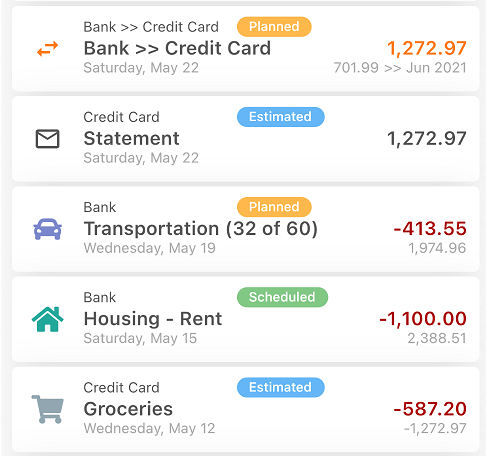 Bank >> Credit Card Planned
Bank >> Credit Card 1,272.97
Saturday, May 22 701.99 >> Jun 2021
Credit Card Estimated
Statement 1,272.97
Saturday, May 22
Bank Planned
Transportation (32 of 60) -413.55
Wednesday, May 19 1,974.96
Bank Scheduled
Housing - Rent -1,100.00
Saturday, May 15 2,388.51
Credit Card Estimated
Groceries -587.20
Wednesday, May 12 -1,272.97